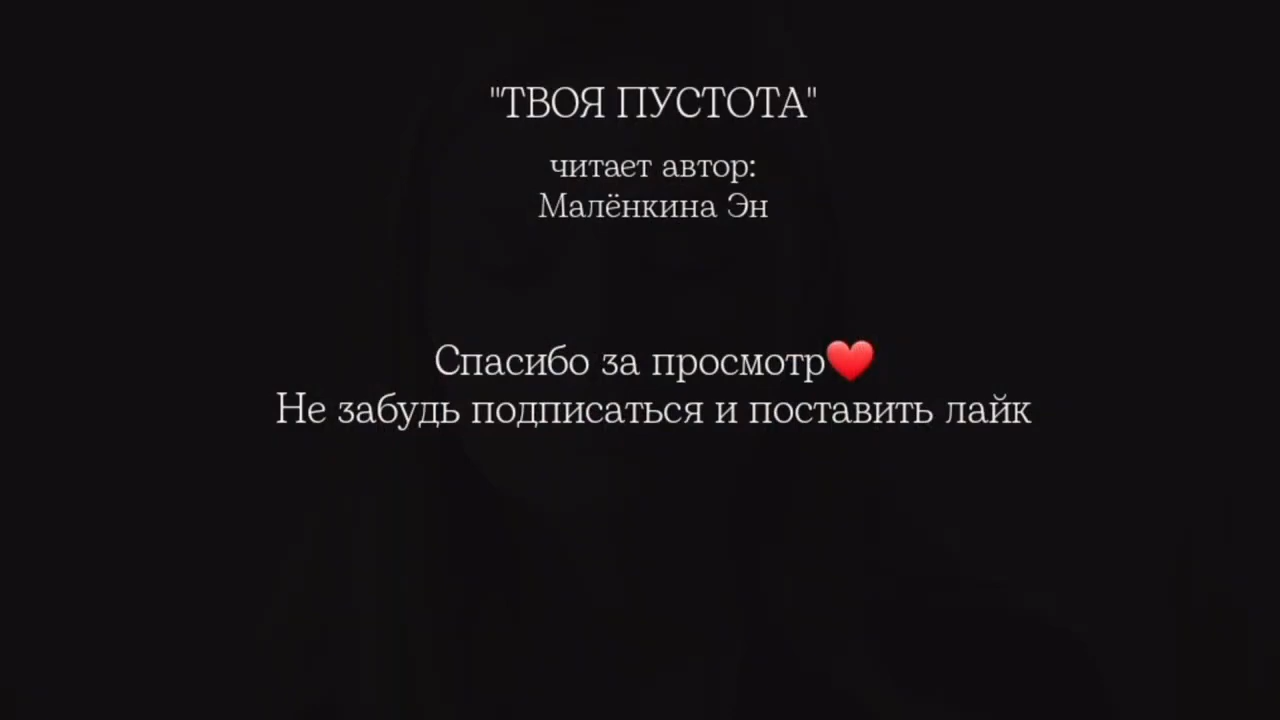 "ТВОЯ ПУСТОТА"
читает автор:
Малёнкина Эн
Спасибо за просмотр❤️
Не забудь подписаться и поставить лайк